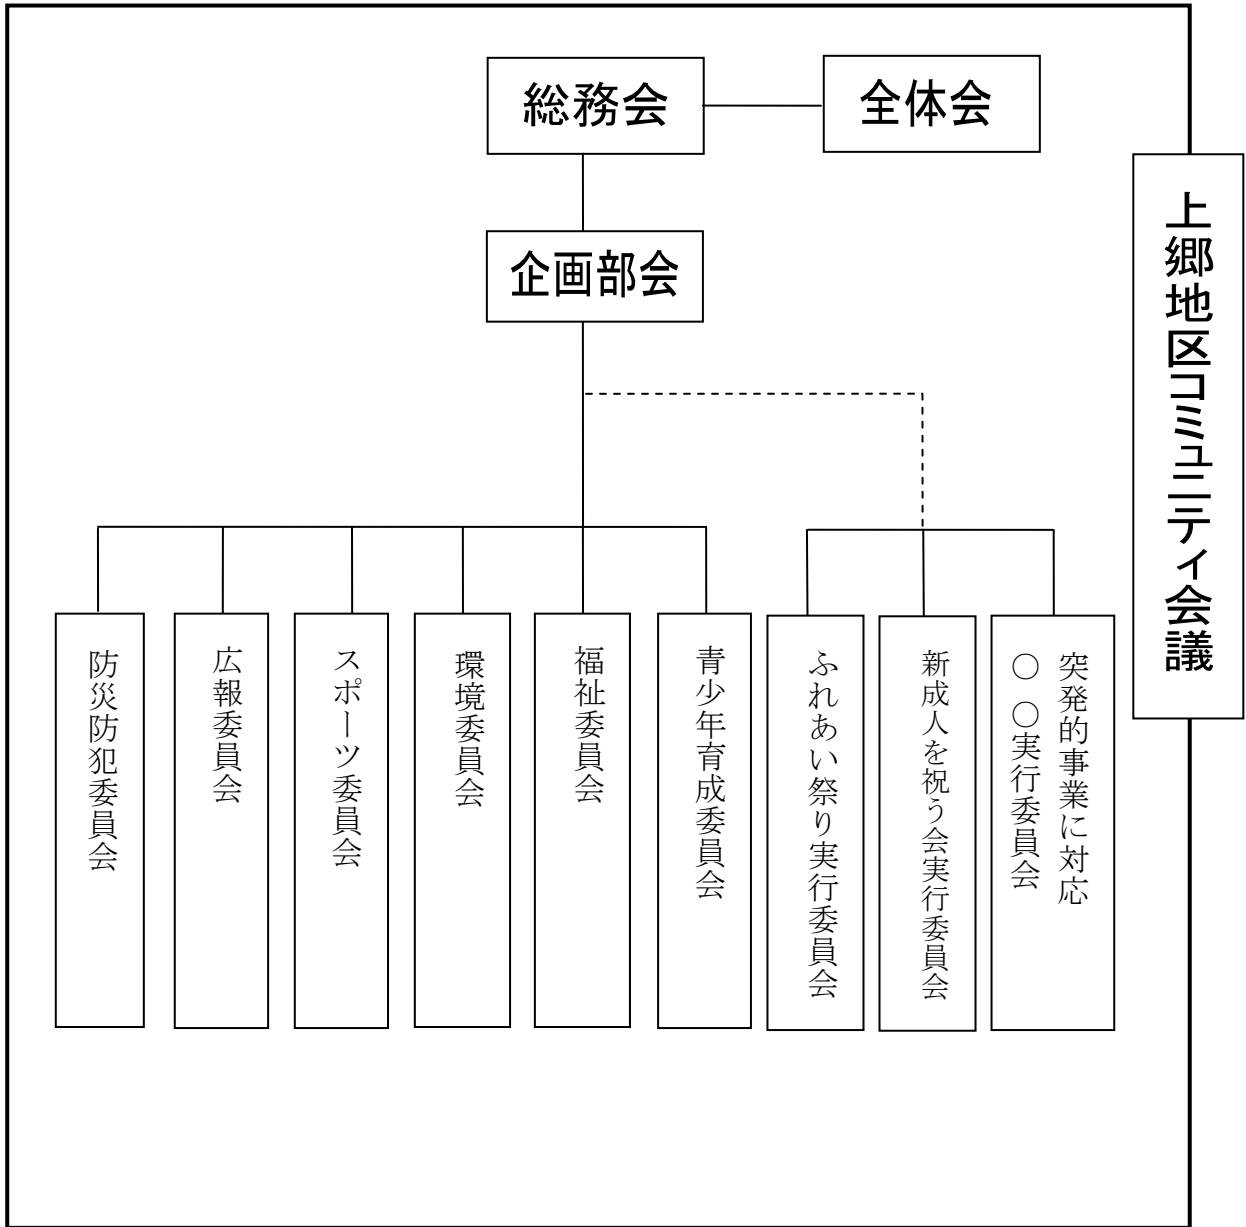 総務会
全体会
企画部会
上郷地区コミュニティ会議
防災防犯委員会
広報委員会
スポーツ委員会
環境委員会
福祉委員会
青少年育成委員会
ふれあい祭り実行委員会
新成人を祝う会実行委員会
突発的事業に対応
○○実行委員会